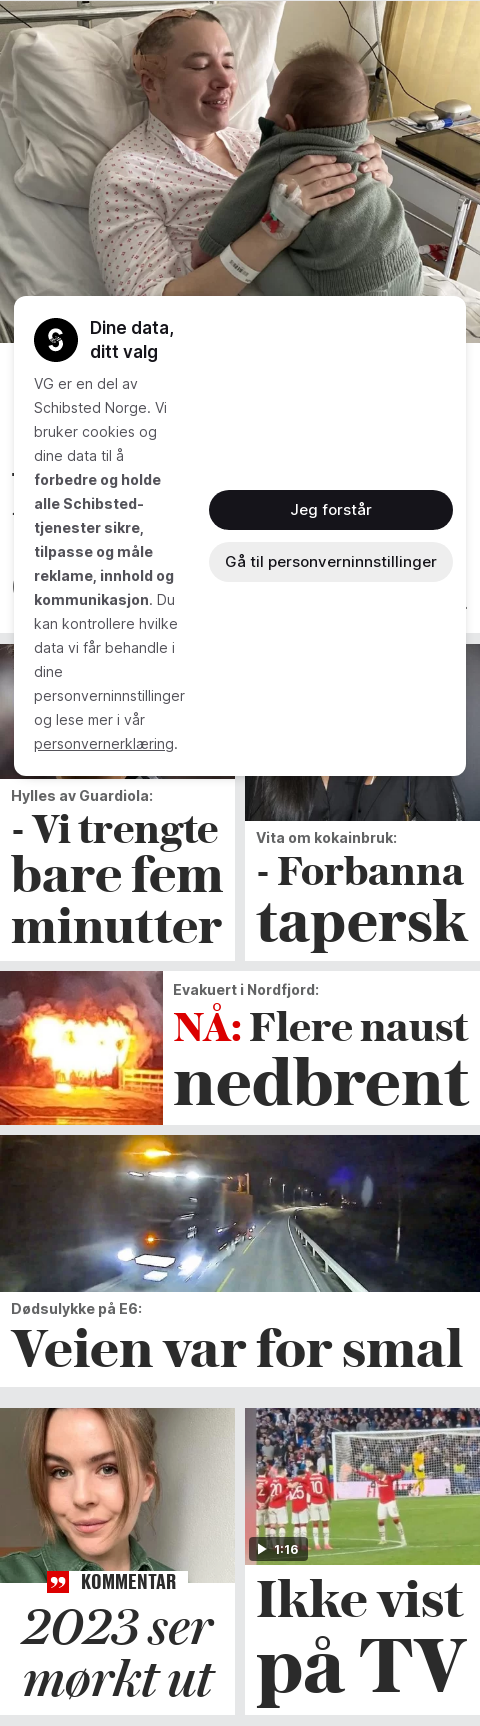 Dine data,
ditt valg
VG er en del av
Schibsted Norge. Vi
bruker cookies og
dine data til å
forbedre og holde
alle Schibsted-
tjenester sikre,
tilpasse og måle
reklame, innhold og
kommunikasjon. Du
kan kontrollere hvilke
data vi får behandle i
dine
personverninnstillinger
og lese mer i vår
personvernerklæring.
Jeg forstår
Gå til personverninnstillinger
Hylles av Guardiola:
- Vi trengte
bare fem
minutter
Vita om kokainbruk:
- Forbanna
tapersk
Evakuert i Nordfjord:
NÅ: Flere naust
nedbrent
Dødsulykke på E6:
Veien var for smal
KOMMENTAR
2023 ser
mørkt ut
1:16
Ikke vist
på TV